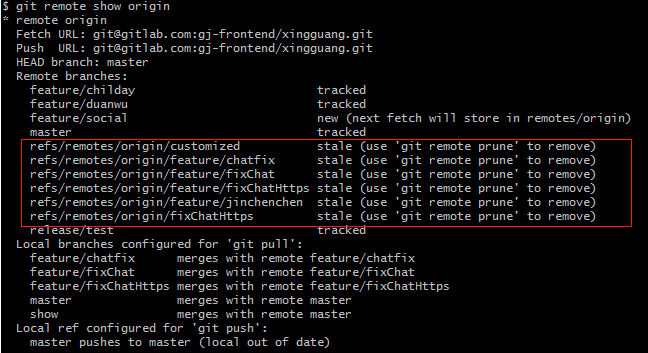 $ git remote show origin
* remote origin
  Fetch URL: git@gitlab.com:gj-frontend/xingguang.git
  Push  URL: git@gitlab.com:gj-frontend/xingguang.git
  HEAD branch: master
  Remote branches:
    feature/childay                        tracked
    feature/duanwu                         tracked
    feature/social                         new (next fetch will store in remotes/origin)
    master                                 tracked
    refs/remotes/origin/customized         stale (use 'git remote prune' to remove)
    refs/remotes/origin/feature/chatfix    stale (use 'git remote prune' to remove)
    refs/remotes/origin/feature/fixChat    stale (use 'git remote prune' to remove)
    refs/remotes/origin/feature/fixChatHttps stale (use 'git remote prune' to remove)
    refs/remotes/origin/feature/jinchenchen stale (use 'git remote prune' to remove)
    refs/remotes/origin/fixChatHttps       stale (use 'git remote prune' to remove)
    release/test                           tracked
  Local branches configured for 'git pull':
    feature/chatfix      merges with remote feature/chatfix
    feature/fixChat      merges with remote feature/fixChat
    feature/fixChatHttps merges with remote feature/fixChatHttps
    master               merges with remote master
    show                 merges with remote master
  Local ref configured for 'git push':
    master pushes to master (local out of date)